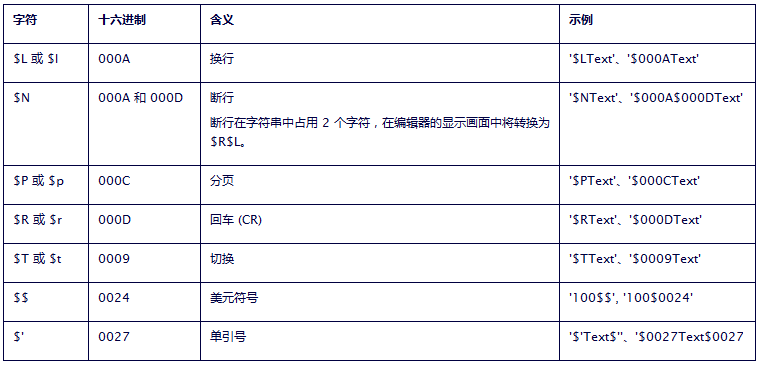 字符 十六进制 含义 示例
$L 或 $l 000A 换行 '$LText'、'$000AText'
$N 000A 和 000D 断行 '$NText'、'$000A$000DText'
断行在字符串中占用 2 个字符，在编辑器的显示画面中将转换为
$R$L。
$P 或 $p 000C 分页 '$PText'、'$000CText'
$R 或 $r 000D 回车 (CR) '$RText'、'$000DText'
$T 或 $t 0009 切换 '$TText'、'$0009Text'
$$ 0024 美元符号 '100$$', '100$0024'
$' 0027 单引号 '$'Text$''、'$0027Text$0027